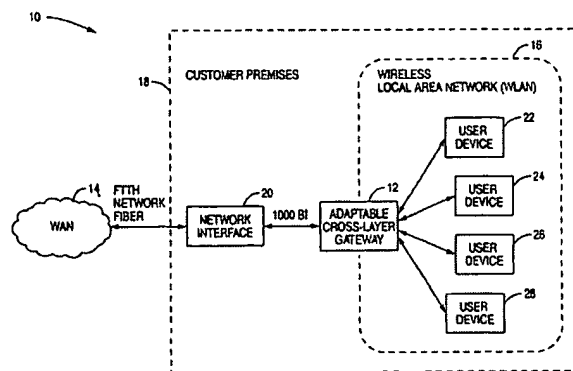 10
16
18
CUSTOMER PREMISES
WIRELESS
LOCAL AREA NETWORK (WLAN)
22
USER
DEVICE
14
FTTH
NETWORK
FIBER
WAN
20
NETWORK
INTERFACE
1000 BT
12
ADAPTABLE
CROSS-LAYER
GATEWAY
24
USER
DEVICE
26
USER
DEVICE
28
USER
DEVICE